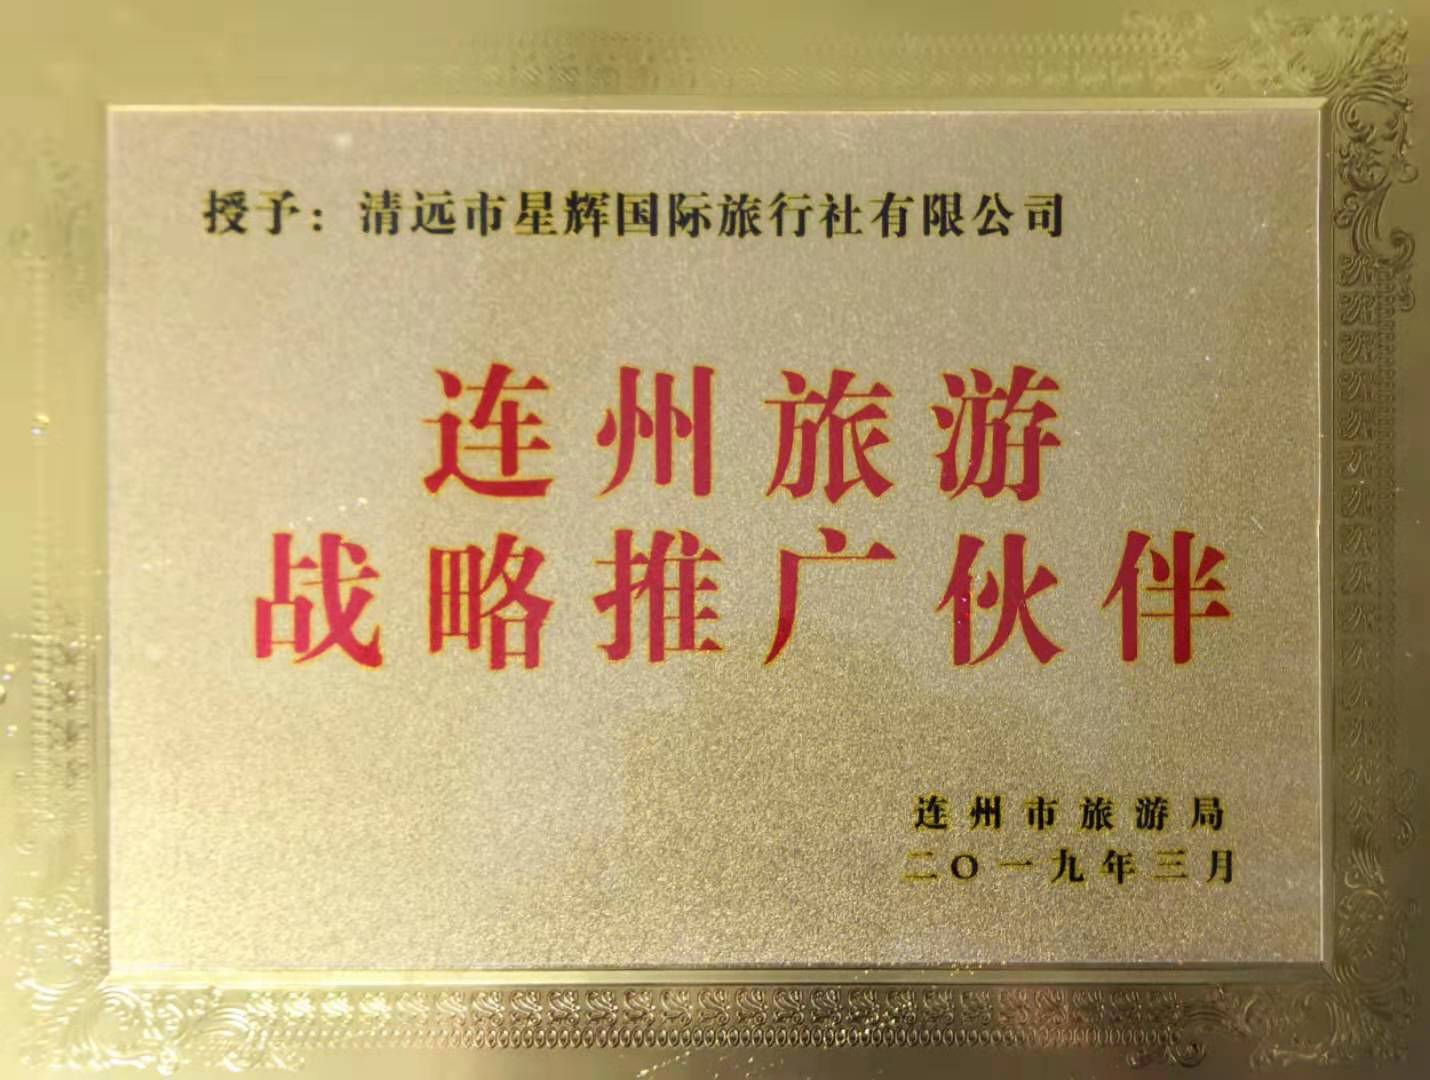 授予：清远市星辉国际旅行社有限公司
连州旅游
战略推广伙伴
连州市旅游局
二〇一九年三月